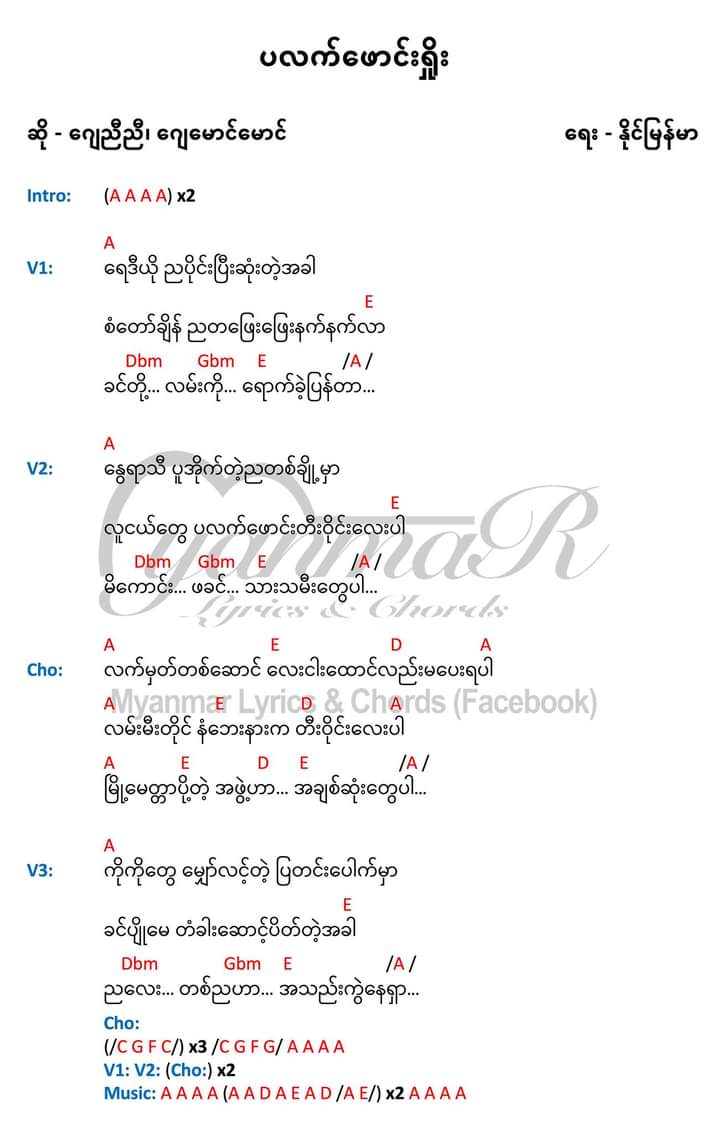 ပလက်ဖောင်းရှိုး
ဆို - ဂျေညီညီ၊ ဂျေမောင်မောင် ရေး - နိုင်မြန်မာ
Intro: (A A A A) x2
A
V1: ရေဒီယို ညပိုင်းပြီးဆုံးတဲ့အခါ
E
စံတော်ချိန် ညတဖြေးဖြေးနက်နက်လာ
Dbm Gbm E /A /
ခင်တို့... လမ်းကို... ရောက်ခဲ့ပြန်တာ...
A
V2: နွေရာသီ ပူအိုက်တဲ့ညတစ်ချို့မှာ
E
လူငယ်တွေ ပလက်ဖောင်းတီးဝိုင်းလေးပါ
Dbm Gbm E /A /
မိကောင်း... ဖခင်... သားသမီးတွေပါ...
Myanmar
Lyrics & Chords
A E D A
Cho: လက်မှတ်တစ်ဆောင် လေးငါးထောင်လည်းမပေးရပါ
Myanmar Lyrics & Chords (Facebook)
A E D A
လမ်းမီးတိုင် နံဘေးနားက တီးဝိုင်းလေးပါ
A E D E /A /
မြို့မေတ္တာပို့တဲ့ အဖွဲ့ဟာ... အချစ်ဆုံးတွေပါ...
A
V3: ကိုကိုတွေ မျှော်လင့်တဲ့ ပြတင်းပေါက်မှာ
E
ခင်ပျိုမေ တံခါးဆောင့်ပိတ်တဲ့အခါ
Dbm Gbm E /A /
ညလေး... တစ်ညဟာ... အသည်းကွဲနေရှာ...
Cho:
(/C G F C/) x3 /C G F G/ A A A A
V1: V2: (Cho:) x2
Music: A A A A (A A D A E A D /A E/) x2 A A A A